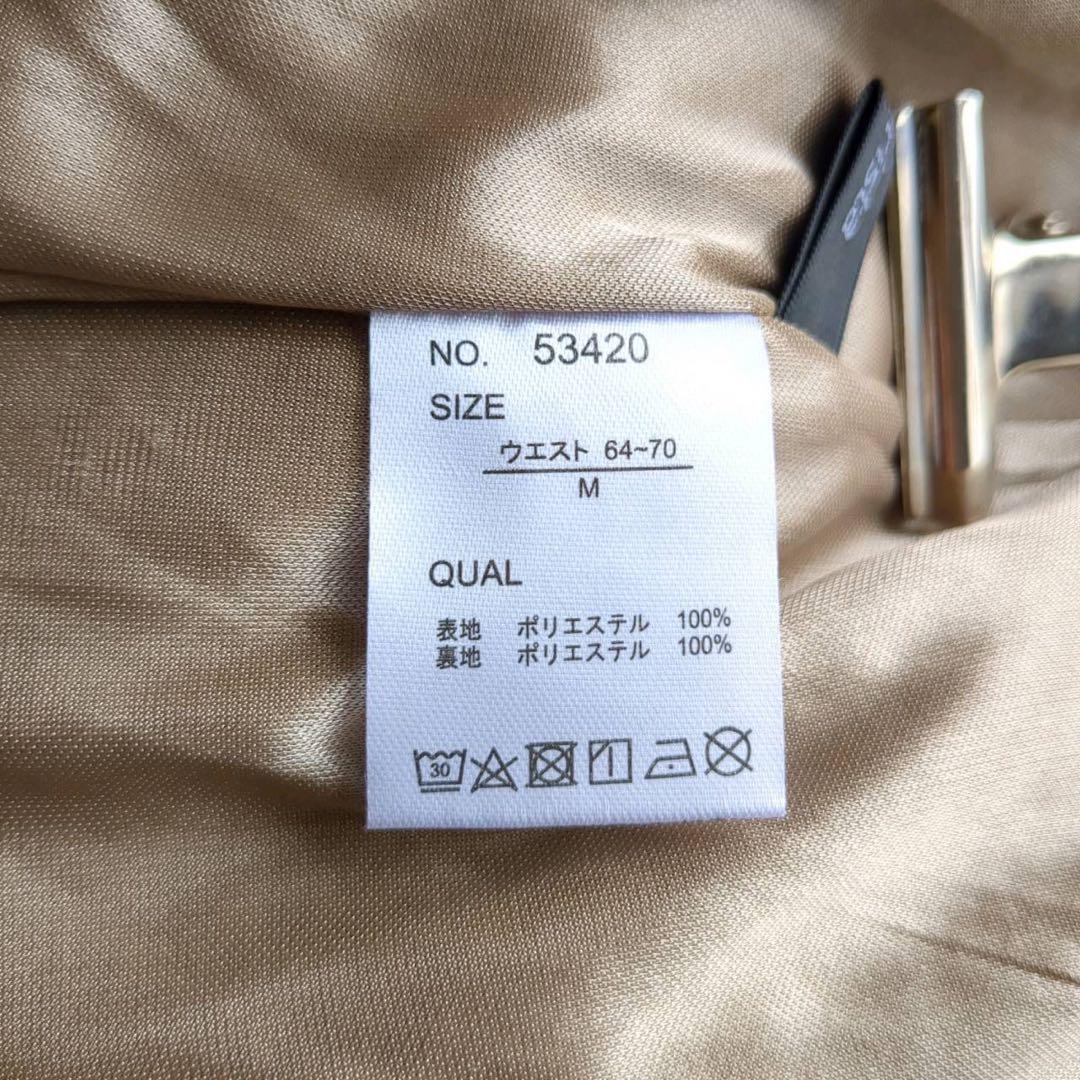 NO. 53420
SIZE
ウエスト 64~70
M
QUAL
表地 ポリエステル 100%
裏地 ポリエステル 100%
30